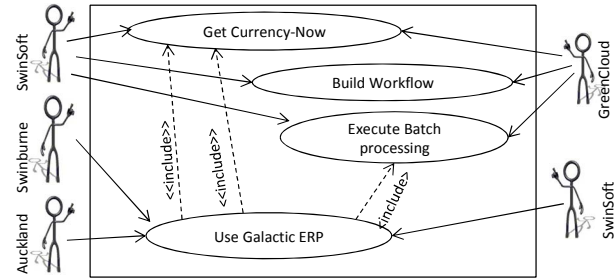 Get Currency-Now
SwinSoft
Build Workflow
GreenCloud
Execute Batch
processing
Swinburne
<<include>>
<<include>>
<include>
SwinSoft
Auckland
Use Galactic ERP